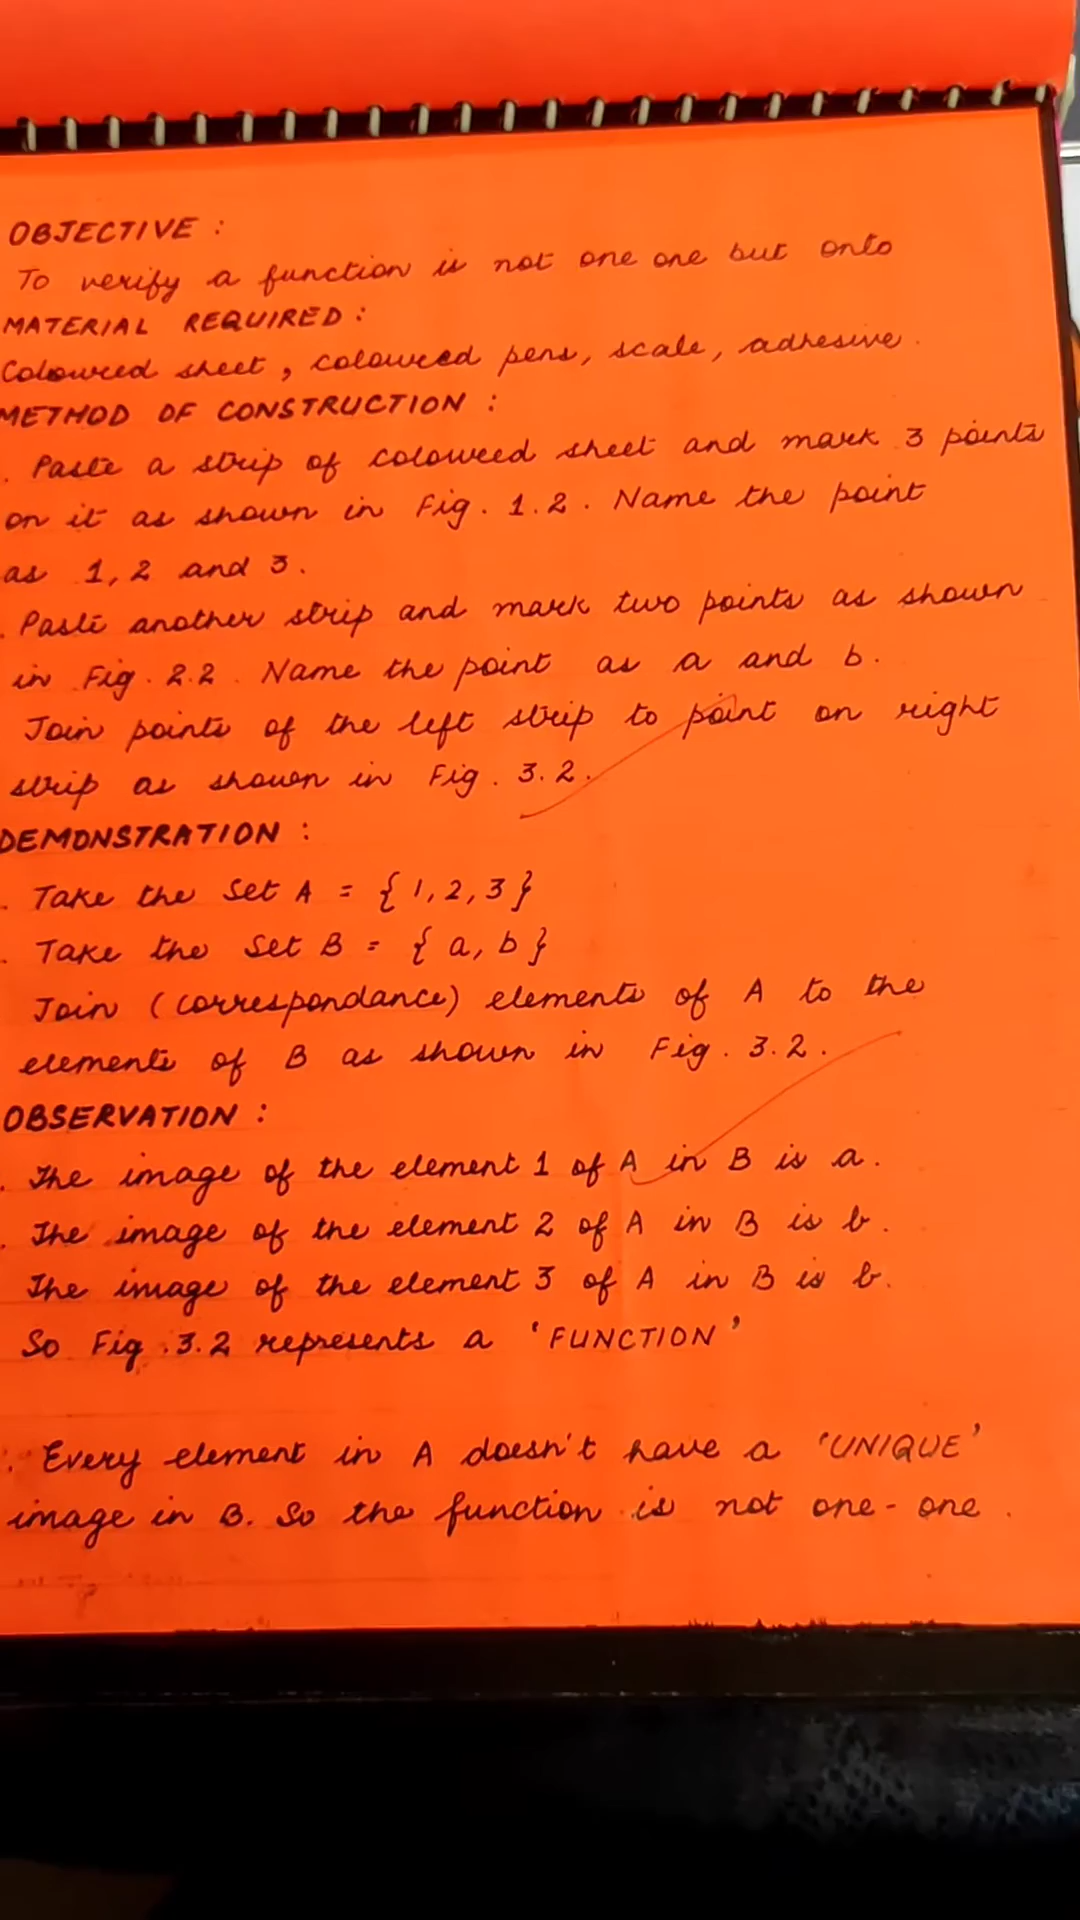 OBJECTIVE :
To verify a function is not one one but onto
MATERIAL REQUIRED :
Coloured sheet, coloured pens, scale, adhesive.
METHOD OF CONSTRUCTION :
. Paste a strip of coloured sheet and mark 3 points
on it as shown in Fig. 1.2. Name the point
as 1, 2 and 3.
. Paste another strip and mark two points as shown
in Fig. 2.2. Name the point as a and b.
Join points of the left strip to point on right
strip as shown in Fig. 3.2.
DEMONSTRATION :
. Take the Set A = { 1, 2, 3 }
. Take the Set B = { a, b }
Join (correspondance) elements of A to the
elements of B as shown in Fig. 3.2.
OBSERVATION :
. The image of the element 1 of A in B is a.
. The image of the element 2 of A in B is b.
The image of the element 3 of A in B is b.
So Fig. 3.2 represents a 'FUNCTION'
. Every element in A doesn't have a 'UNIQUE'
image in B. So the function is not one-one.